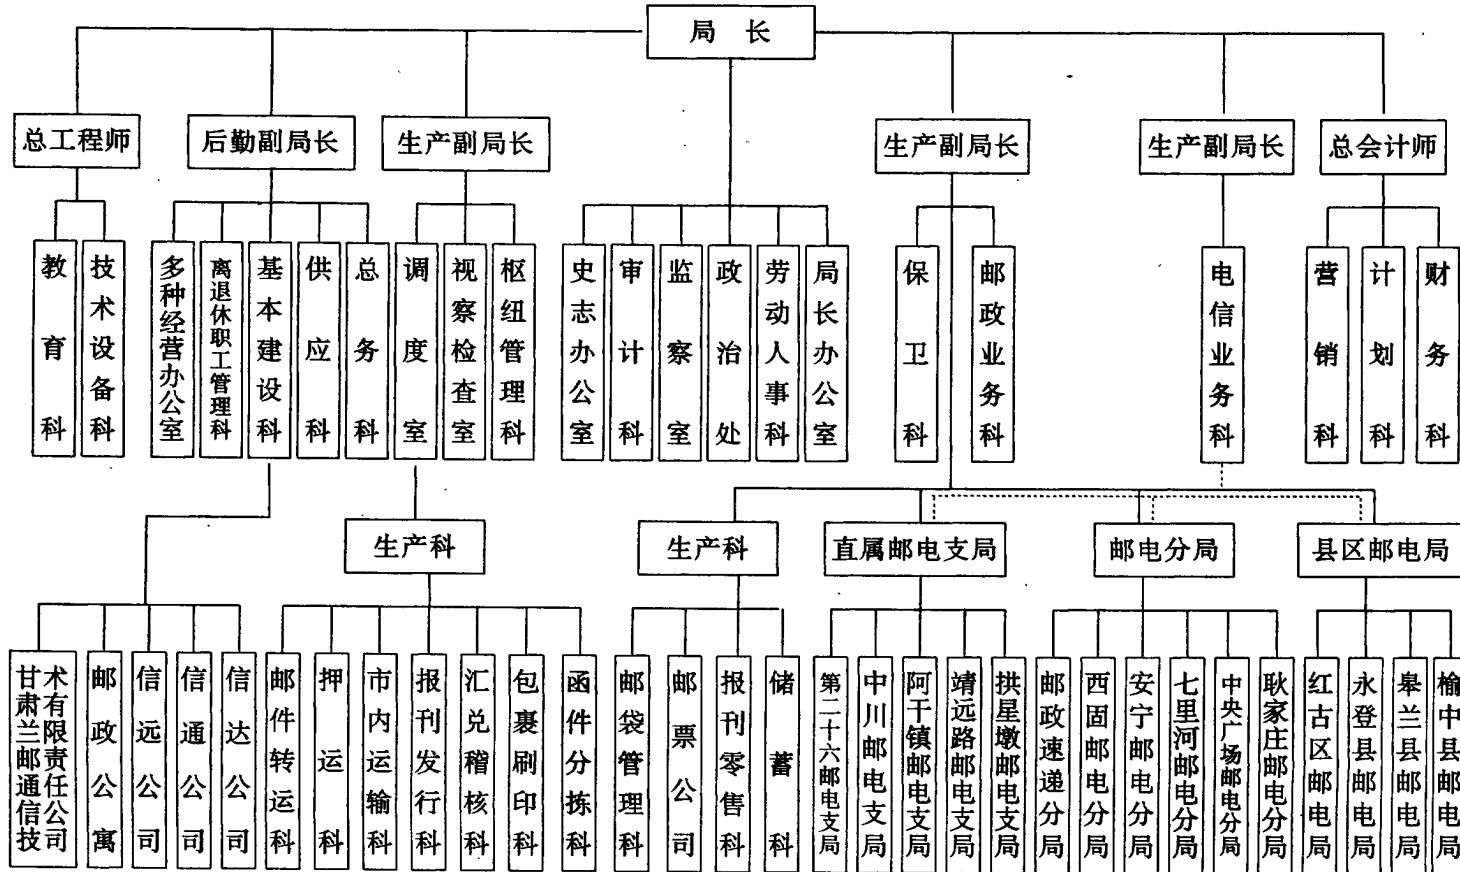 局长
总工程师
后勤副局长
生产副局长
生产副局长
生产副局长
总会计师
教育科
技术设备科
多种经营办公室
离退休职工管理科
基本建设科
供应科
总务科
调度室
视察检查室
枢纽管理科
史志办公室
审计科
监察室
政治处
劳动人事科
局长办公室
保卫科
邮政业务科
电信业务科
营销科
计划科
财务科
生产科
生产科
直属邮电支局
邮电分局
县区邮电局
甘肃兰邮通信技
术有限责任公司
邮政公寓
信远公司
信通公司
信达公司
邮件转运科
押运科
市内运输科
报刊发行科
汇兑稽核科
包裹刷印科
函件分拣科
邮袋管理科
邮票公司
报刊零售科
储蓄科
第二十六邮电支局
中川邮电支局
阿干镇邮电支局
靖远路邮电支局
拱星墩邮电支局
邮政速递分局
西固邮电分局
安宁邮电分局
七里河邮电分局
中央广场邮电分局
耿家庄邮电分局
红古区邮电局
永登县邮电局
皋兰县邮电局
榆中县邮电局